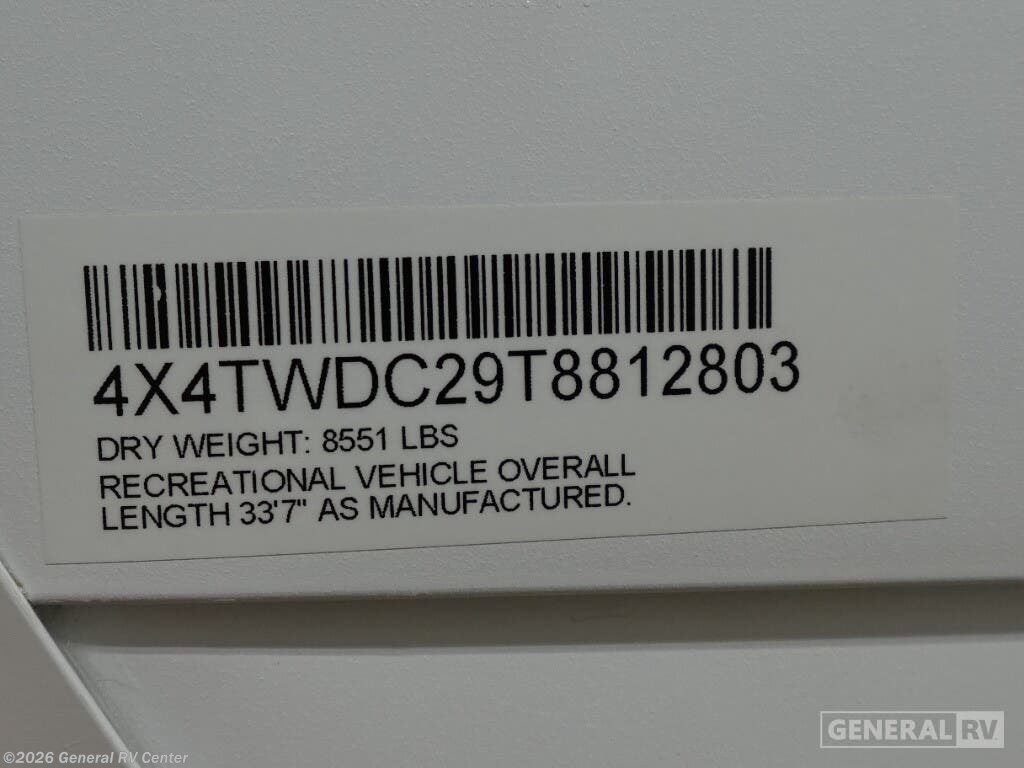 4X4TWDC29T8812803
DRY WEIGHT: 8551 LBS
RECREATIONAL VEHICLE OVERALL
LENGTH 33'7" AS MANUFACTURED.
GENERAL RV
©2026 General RV Center